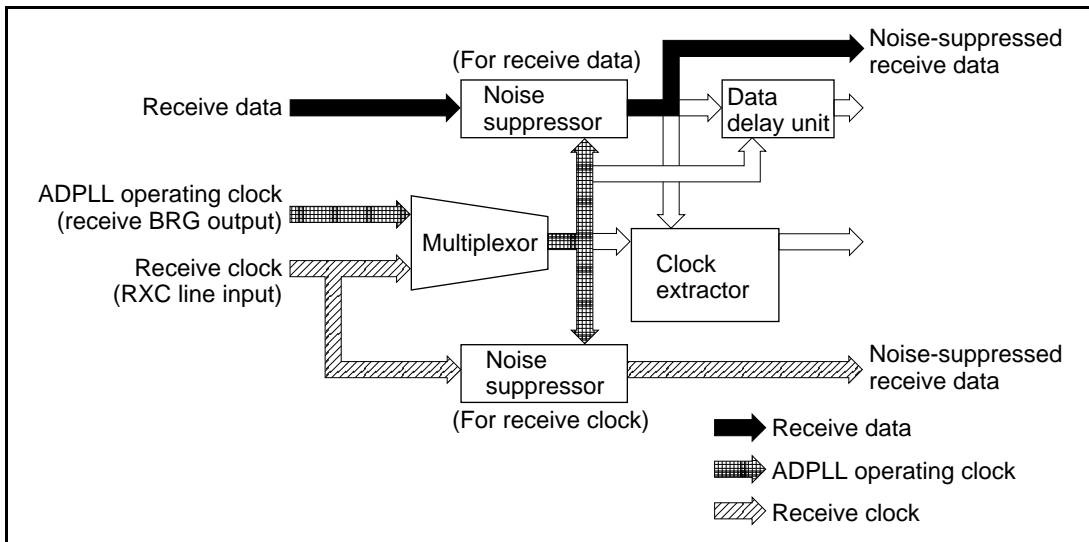 (For receive data)
Noise-suppressed
receive data
Receive data
Noise
suppressor
Data
delay unit
ADPLL operating clock
(receive BRG output)
Multiplexor
Receive clock
(RXC line input)
Clock
extractor
Noise
suppressor
(For receive clock)
Noise-suppressed
receive data
Receive data
ADPLL operating clock
Receive clock